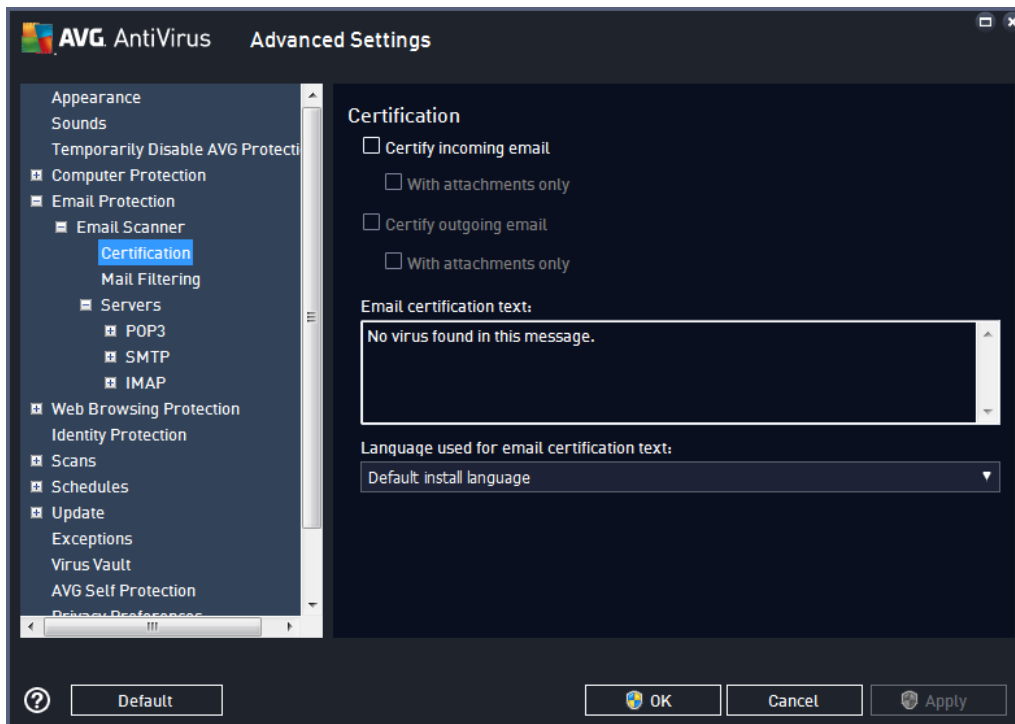 AVG. AntiVirus Advanced Settings
Appearance
Sounds
Temporarily Disable AVG Protecti
Computer Protection
Email Protection
Email Scanner
Certification
Mail Filtering
Servers
POP3
SMTP
IMAP
Web Browsing Protection
Identity Protection
Scans
Schedules
Update
Exceptions
Virus Vault
AVG Self Protection
Privacy Preferences
Certification
Certify incoming email
With attachments only
Certify outgoing email
With attachments only
Email certification text:
No virus found in this message.
Language used for email certification text:
Default install language
Default
OK
Cancel
Apply